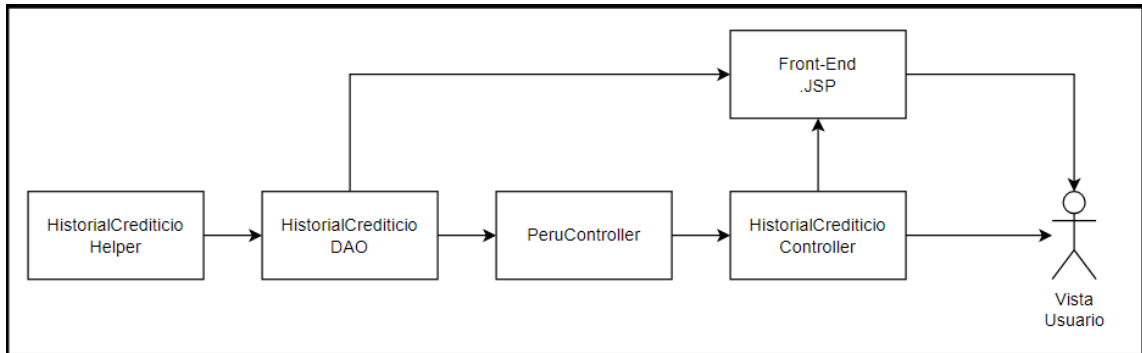 Front-End
.JSP
HistorialCrediticio
Helper
HistorialCrediticio
DAO
PeruController
HistorialCrediticio
Controller
Vista
Usuario